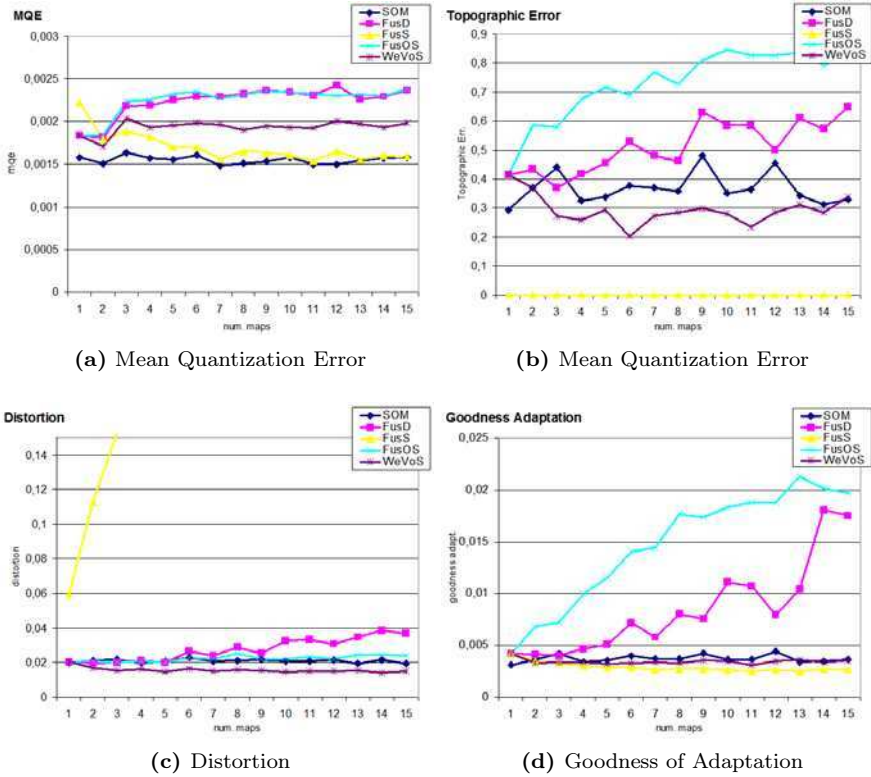 MQE
SOM
FusD
FusS
FusOS
WeVoS
0,003
0,0025
0,002
0,0015
0,001
0,0005
0
mqe
1 2 3 4 5 6 7 8 9 10 11 12 13 14 15
num. maps
(a) Mean Quantization Error
Topographic Error
SOM
FusD
FusS
FusOS
WeVoS
0,9
0,8
0,7
0,6
0,5
0,4
0,3
0,2
0,1
0
Topographic Err.
1 2 3 4 5 6 7 8 9 10 11 12 13 14 15
num. maps
(b) Mean Quantization Error
Distortion
SOM
FusD
FusS
FusOS
WeVoS
0,14
0,12
0,1
0,08
0,06
0,04
0,02
0
distortion
1 2 3 4 5 6 7 8 9 10 11 12 13 14 15
num. maps
(c) Distortion
Goodness Adaptation
SOM
FusD
FusS
FusOS
WeVoS
0,025
0,02
0,015
0,01
0,005
0
goodness adapt.
1 2 3 4 5 6 7 8 9 10 11 12 13 14 15
num. maps
(d) Goodness of Adaptation